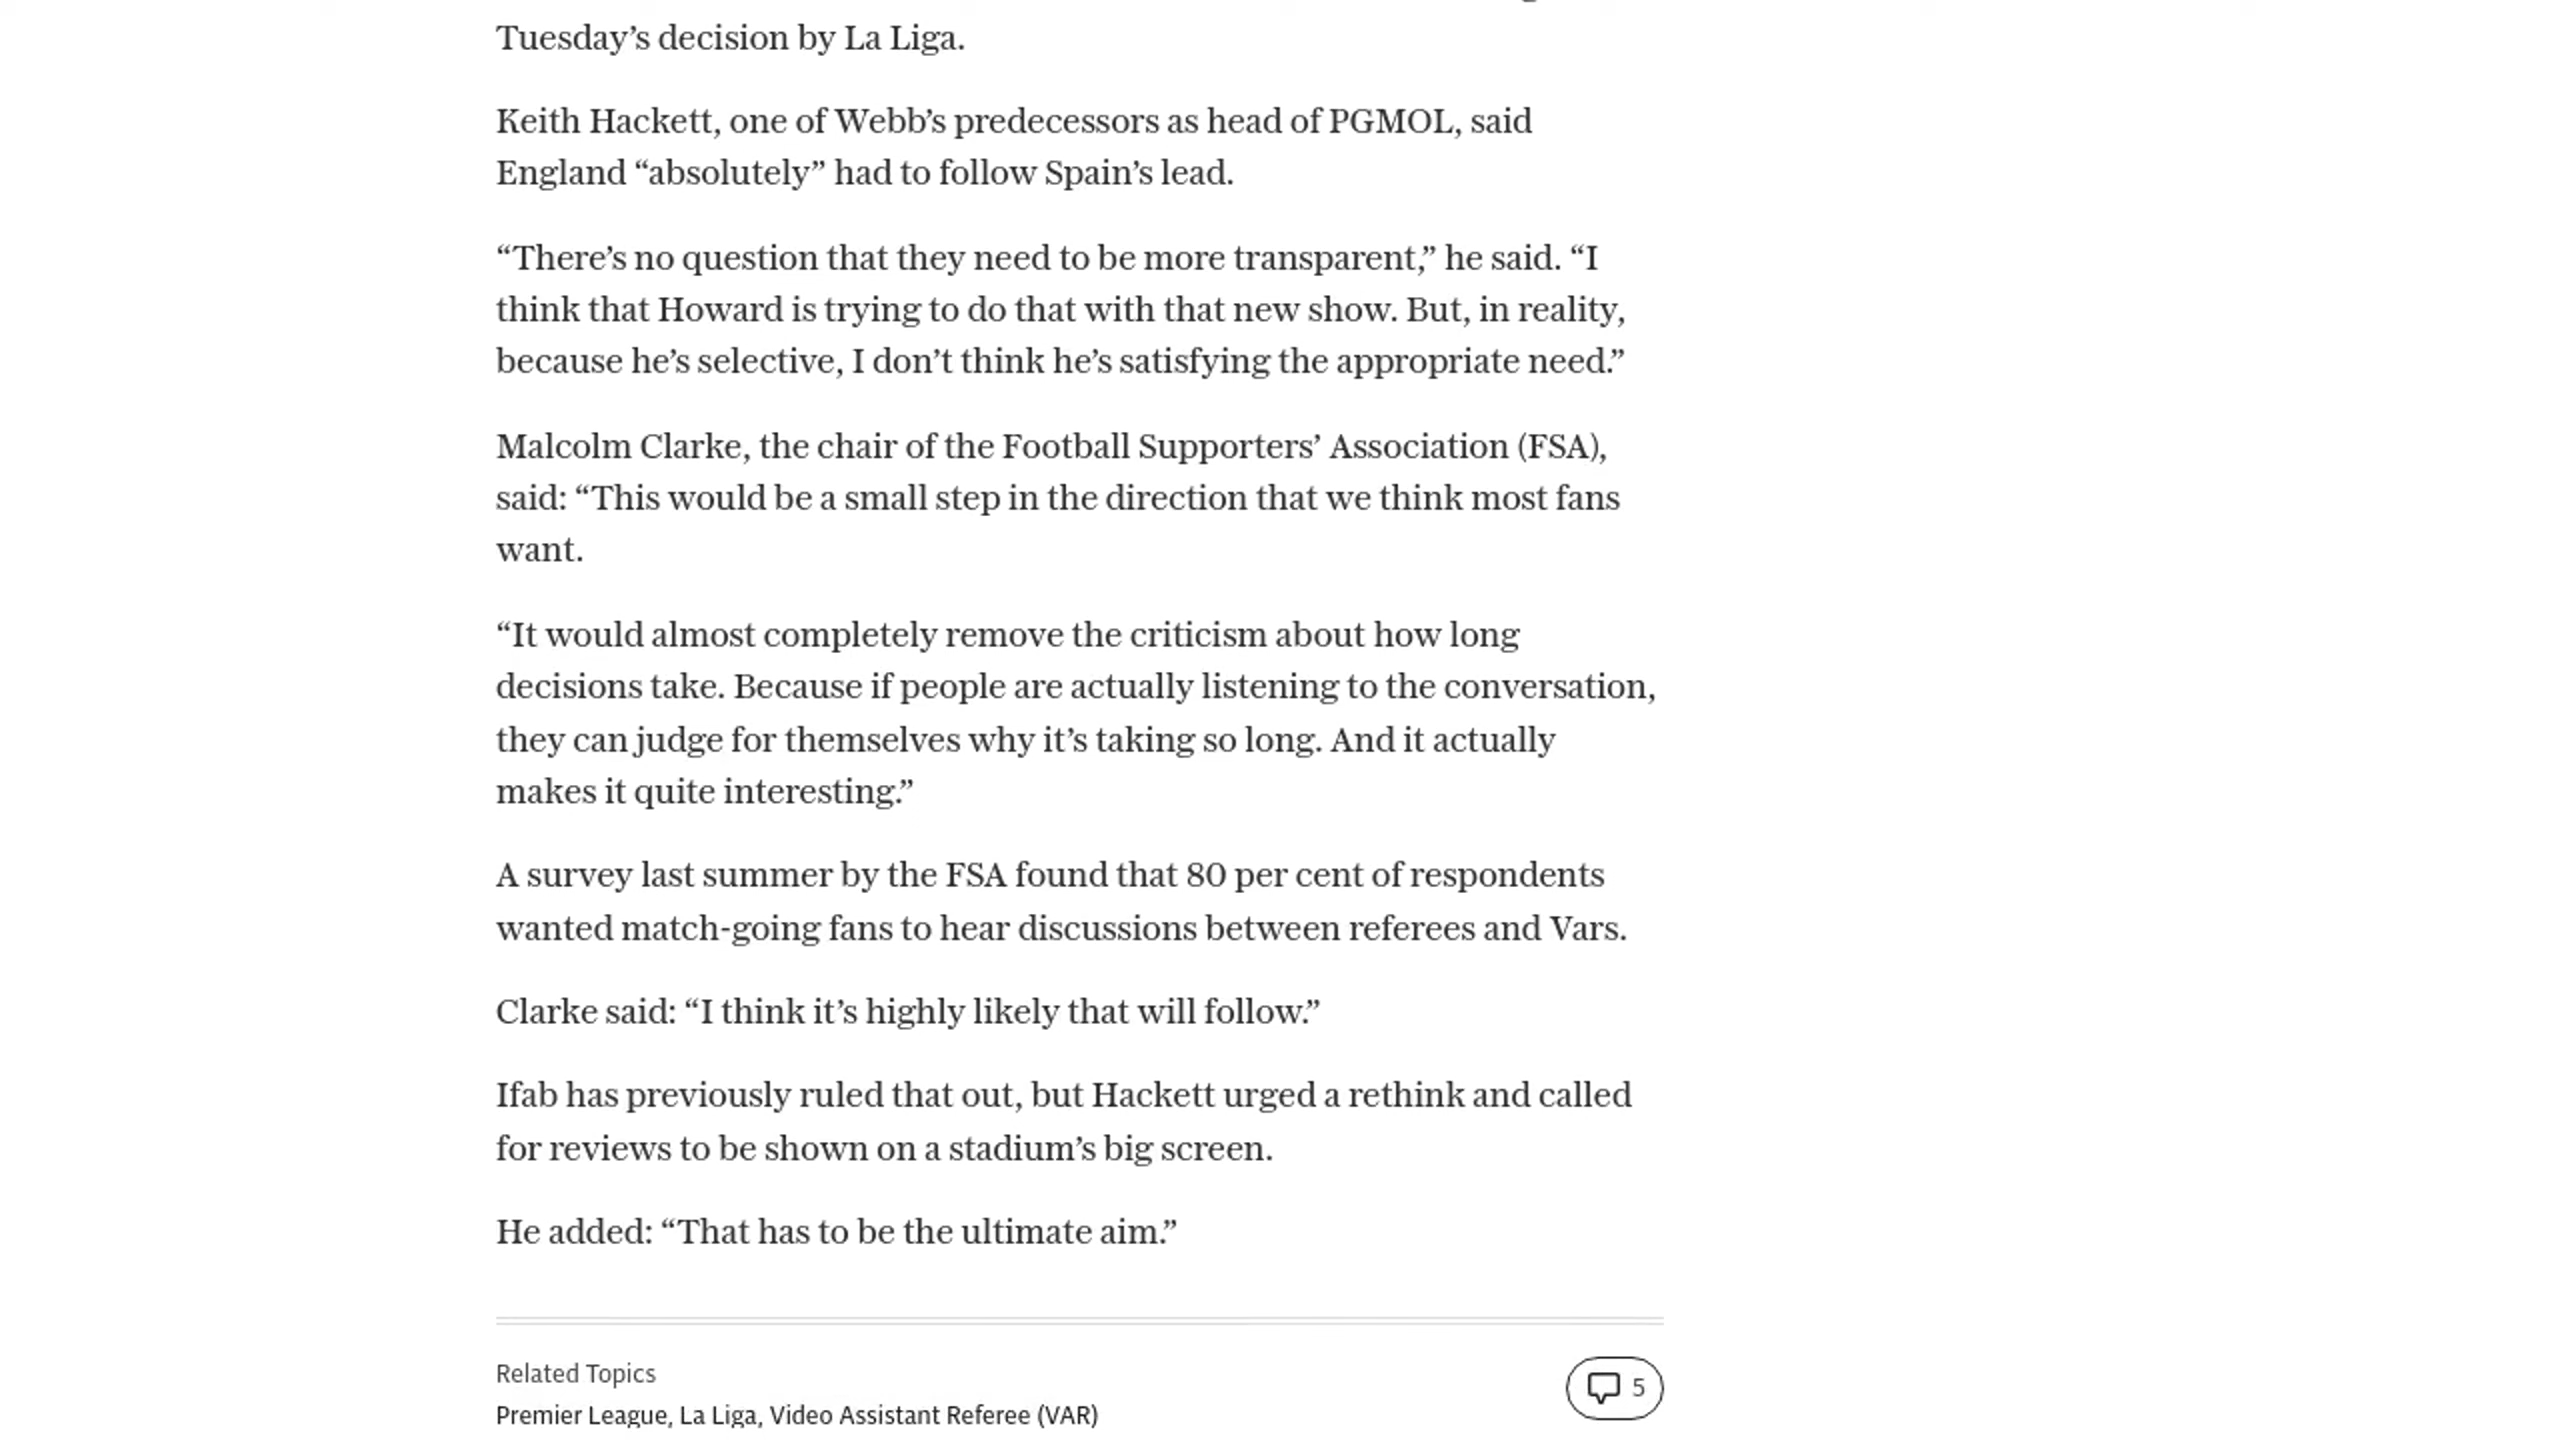 Tuesday’s decision by La Liga.
Keith Hackett, one of Webb’s predecessors as head of PGMOL, said
England “absolutely” had to follow Spain’s lead.
“There’s no question that they need to be more transparent,” he said. “I
think that Howard is trying to do that with that new show. But, in reality,
because he’s selective, I don’t think he’s satisfying the appropriate need.”
Malcolm Clarke, the chair of the Football Supporters’ Association (FSA),
said: “This would be a small step in the direction that we think most fans
want.
“It would almost completely remove the criticism about how long
decisions take. Because if people are actually listening to the conversation,
they can judge for themselves why it’s taking so long. And it actually
makes it quite interesting.”
A survey last summer by the FSA found that 80 per cent of respondents
wanted match-going fans to hear discussions between referees and Vars.
Clarke said: “I think it’s highly likely that will follow.”
Ifab has previously ruled that out, but Hackett urged a rethink and called
for reviews to be shown on a stadium’s big screen.
He added: “That has to be the ultimate aim.”
Related Topics
5
Premier League, La Liga, Video Assistant Referee (VAR)